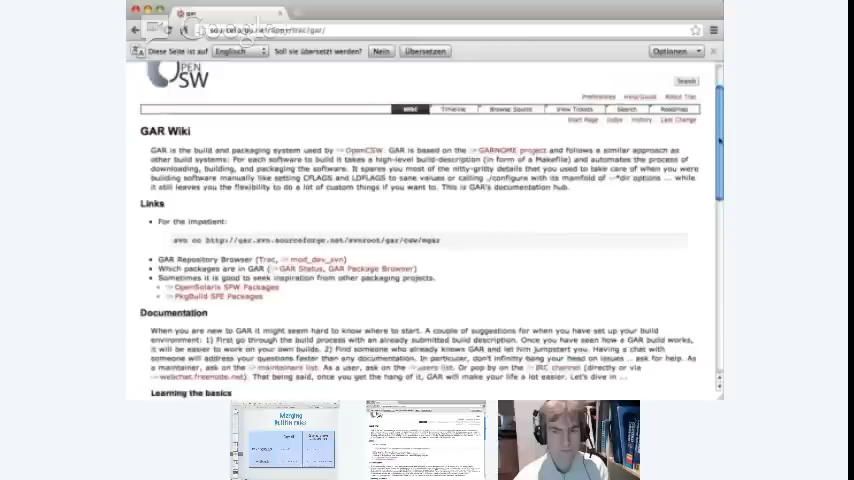 gar
sourceforge.net/apps/trac/gar/
Google
Diese Seite ist auf Englisch Soll sie übersetzt werden? Nein Übersetzen Optionen
OPEN
SW
Search
Preferences Help/Guide About Trac
Wiki Timeline Browse Source View Tickets Search Roadmap
Start Page Index History Last Change
GAR Wiki
GAR is the build and packaging system used by OpenCSW. GAR is based on the GARNOME project and follows a similar approach as
other build systems: For each software to build it takes a high-level build-description (in form of a Makefile) and automates the process of
downloading, building, and packaging the software. It spares you most of the nitty-gritty details that you used to take care of when you were
building software manually like setting CFLAGS and LDFLAGS to sane values or calling ./configure with its manifold of --*dir options ... while
it still leaves you the flexibility to do a lot of custom things if you want to. This is GAR's documentation hub.
Links
• For the impatient:
svn co http://gar.svn.sourceforge.net/svnroot/gar/csw/mgar
• GAR Repository Browser (Trac, mod_dav_svn)
• Which packages are in GAR (GAR Status, GAR Package Browser)
• Sometimes it is good to seek inspiration from other packaging projects.
• OpenSolaris SPW Packages
• PkgBuild SFE Packages
Documentation
When you are new to GAR it might seem hard to know where to start. A couple of suggestions for when you have set up your build
environment: 1) First go through the build process with an already submitted build description. Once you have seen how a GAR build works,
it will be easier to work on your own builds. 2) Find someone who already knows GAR and let him jumpstart you. Having a chat with
someone will address your questions faster than any documentation. In particular, don't infinitely bang your head on issues ... ask for help. As
a maintainer, ask on the maintainers list. As a user, ask on users list. Or pop by on the IRC channel (directly or via
webchat.freenode.net). That being said, once you get the hang of it, GAR will make your life a lot easier. Let's dive in ...
Learning the basics
Merging